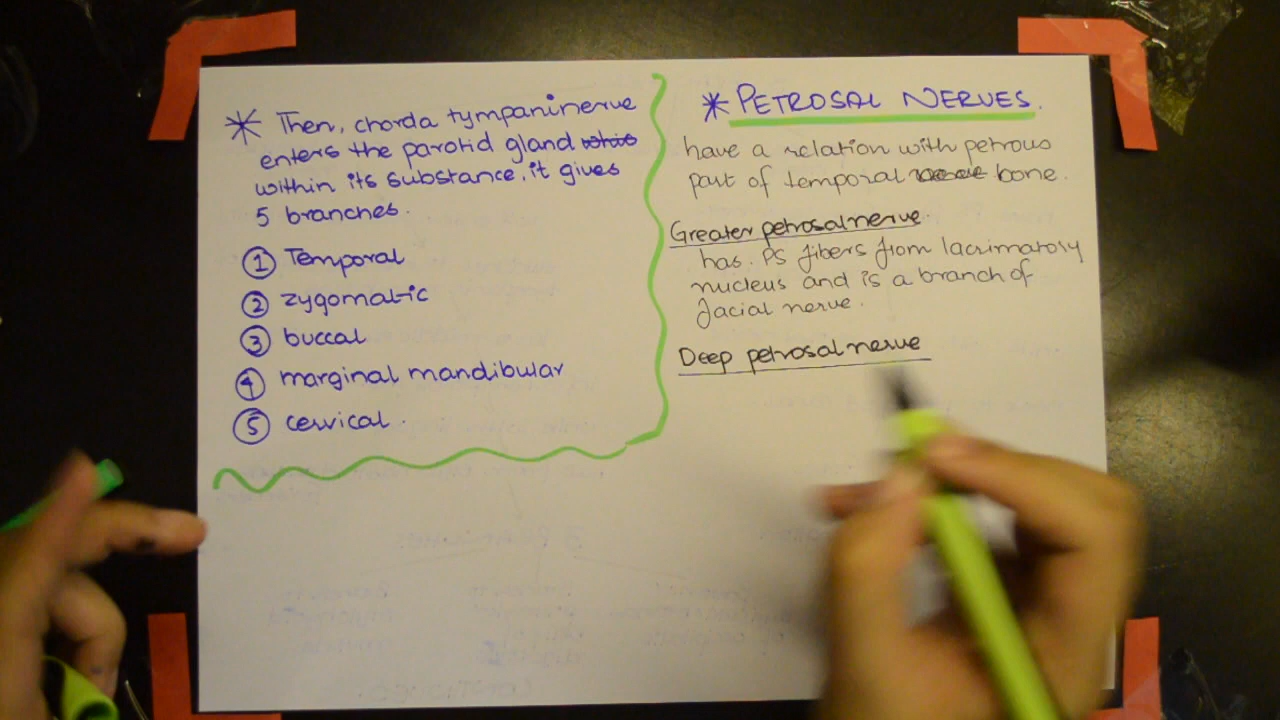 * Then, chorda tympani nerve
enters the parotid gland
within its substance, it gives
5 branches.
① Temporal
② zygomatic
③ buccal
④ marginal mandibular
⑤ cervical.
* PETROSAL NERVES.
have a relation with petrous
part of temporal bone.
Greater petrosal nerve
has PS fibers from lacrimatory
nucleus and is a branch of
facial nerve.
Deep petrosal nerve